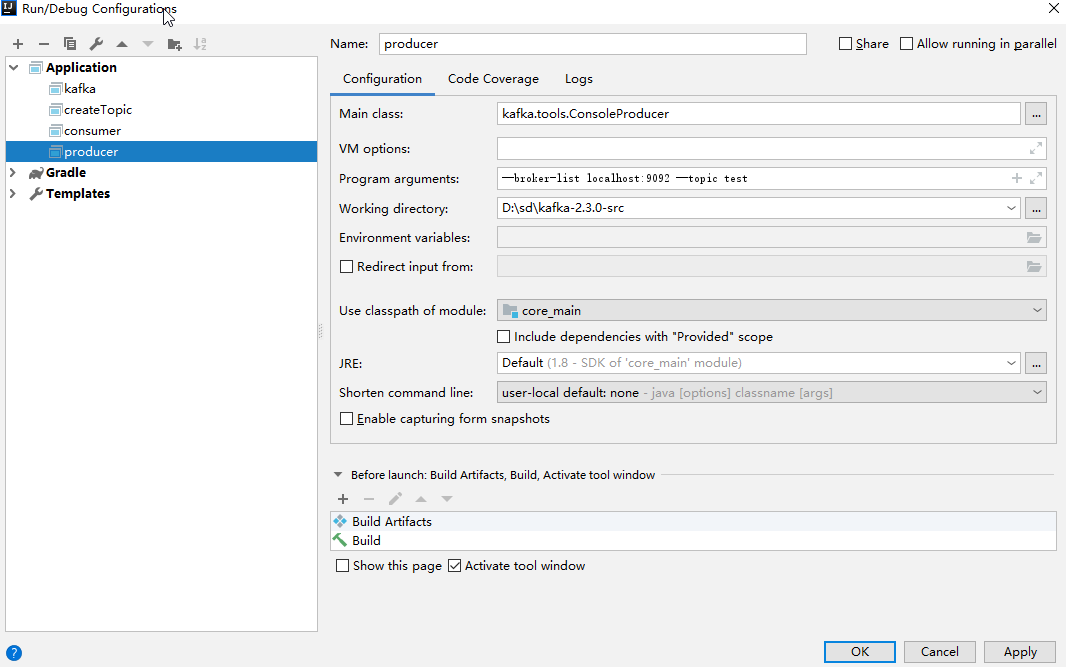 Run/Debug Configurations
Name: producer Share Allow running in parallel
Application
kafka
createTopic
consumer
producer
Gradle
Templates
Configuration Code Coverage Logs
Main class: kafka.tools.ConsoleProducer ...
VM options:
Program arguments: --broker-list localhost:9092 --topic test
Working directory: D:\sd\kafka-2.3.0-src ...
Environment variables:
Redirect input from:
Use classpath of module: core_main
Include dependencies with "Provided" scope
JRE: Default (1.8 - SDK of 'core_main' module) ...
Shorten command line: user-local default: none - java [options] classname [args]
Enable capturing form snapshots
Before launch: Build Artifacts, Build, Activate tool window
Build Artifacts
Build
Show this page Activate tool window
? OK Cancel Apply